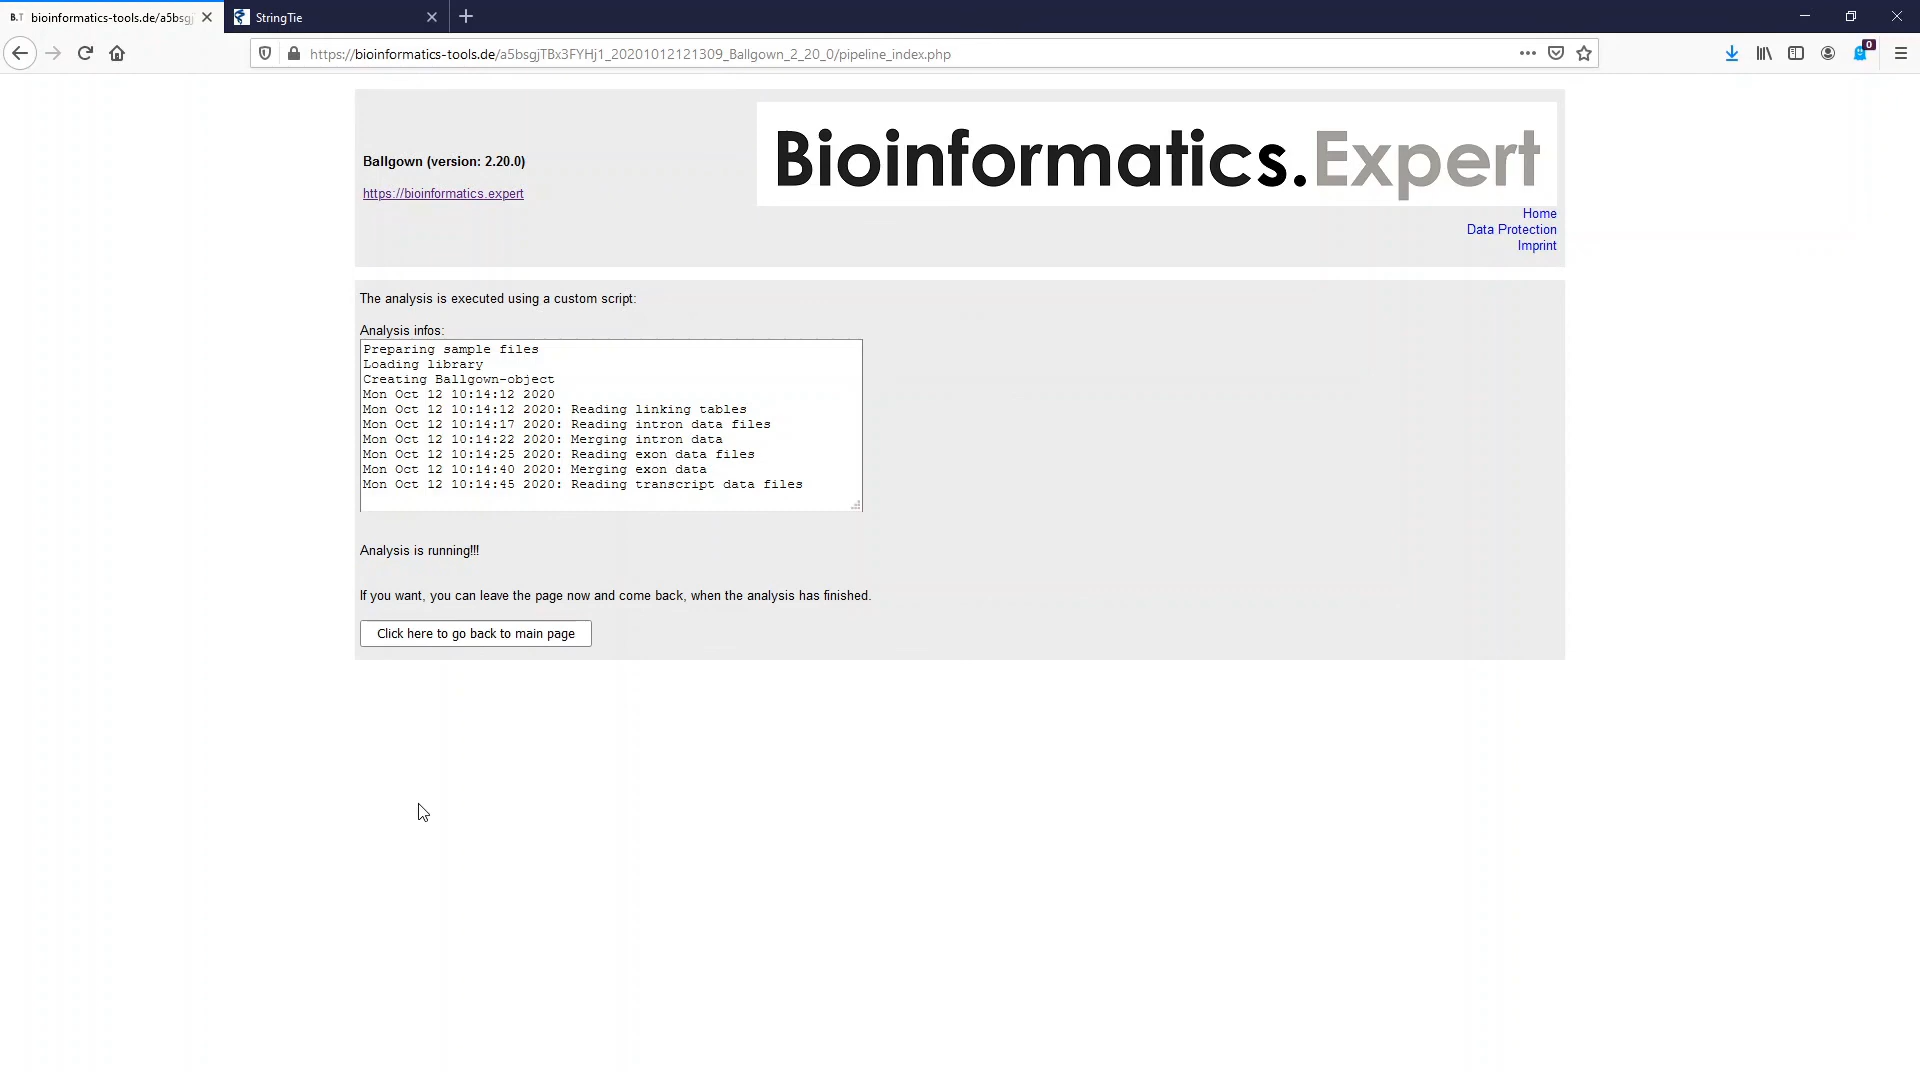 B.T bioinformatics-tools.de/a5bsgj
StringTie
https://bioinformatics-tools.de/a5bsgjTBx3FYHj1_20201012121309_Ballgown_2_20_0/pipeline_index.php
0
Ballgown (version: 2.20.0)
https://bioinformatics.expert
Bioinformatics.Expert
Home
Data Protection
Imprint
The analysis is executed using a custom script:
Analysis infos:
Preparing sample files
Loading library
Creating Ballgown-object
Mon Oct 12 10:14:12 2020
Mon Oct 12 10:14:12 2020: Reading linking tables
Mon Oct 12 10:14:17 2020: Reading intron data files
Mon Oct 12 10:14:22 2020: Merging intron data
Mon Oct 12 10:14:25 2020: Reading exon data files
Mon Oct 12 10:14:40 2020: Merging exon data
Mon Oct 12 10:14:45 2020: Reading transcript data files
Analysis is running!!!
If you want, you can leave the page now and come back, when the analysis has finished.
Click here to go back to main page